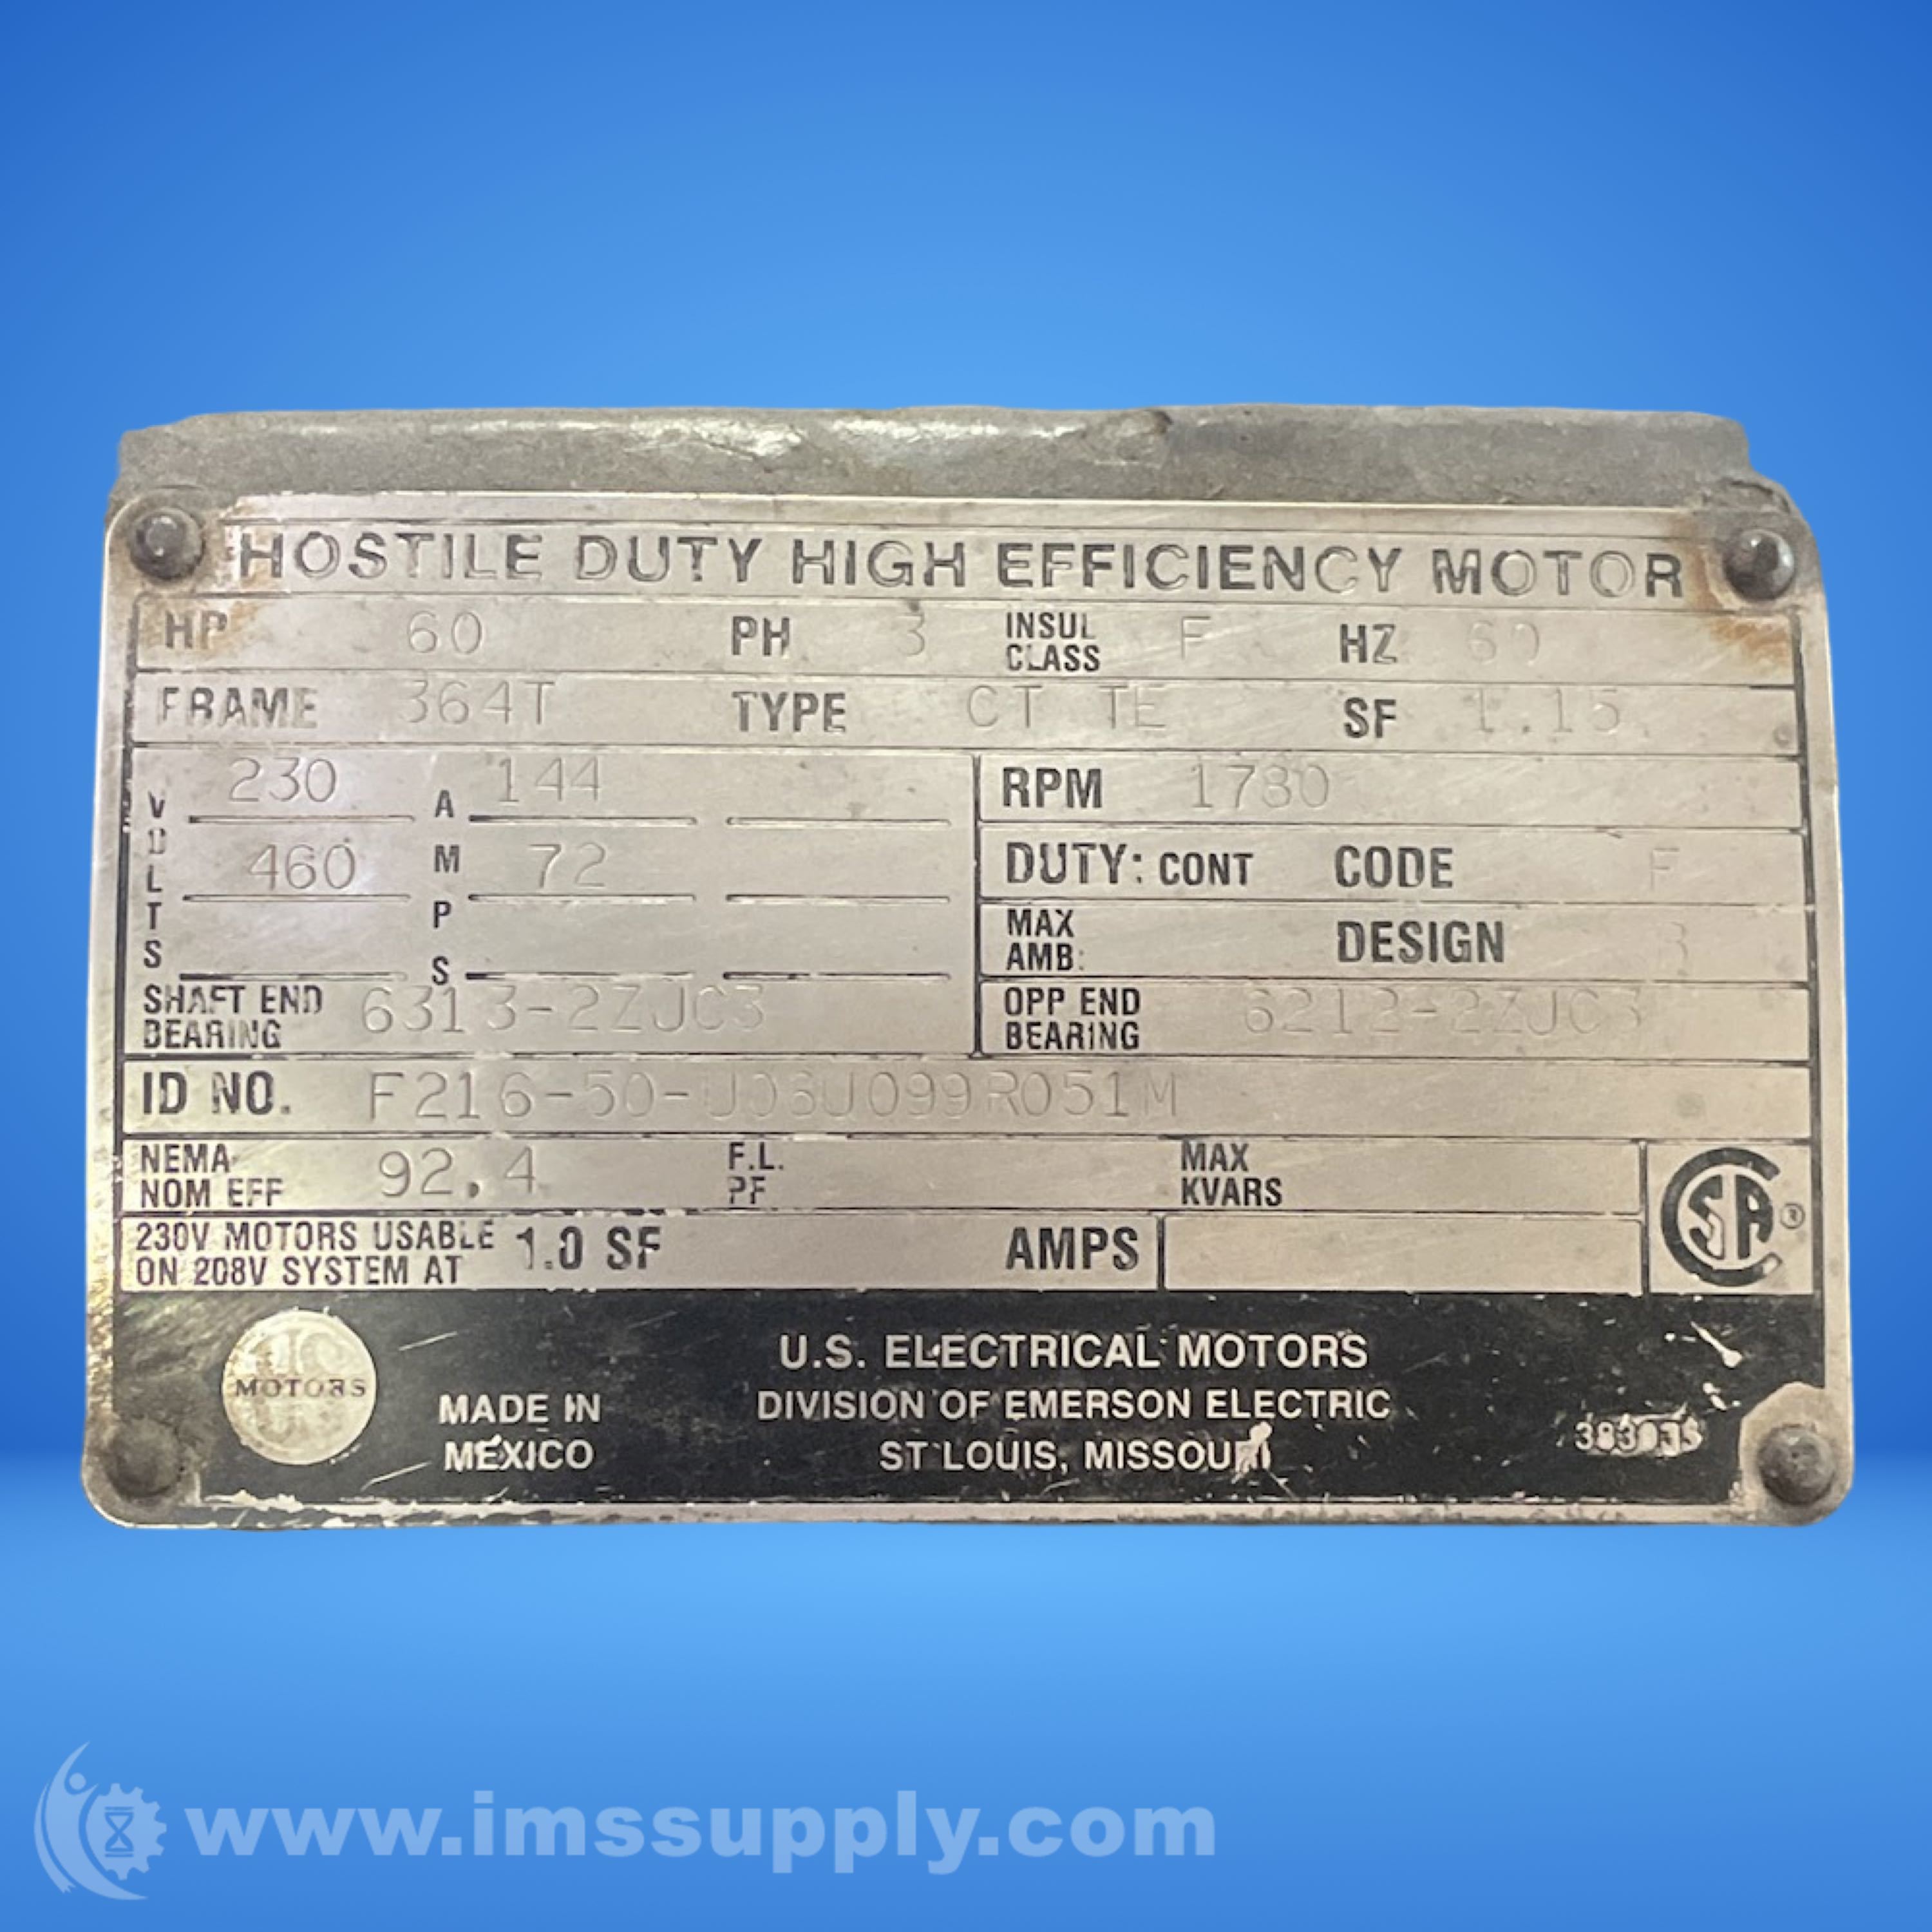 HOSTILE DUTY HIGH EFFICIENCY MOTOR
HP 60 PH 3 INSUL CLASS F HZ 60
FRAME 364T TYPE CT TE SF 1.15
VOLTS 230 AMPS 144 RPM 1780
460 72 DUTY: CONT CODE F
MAX AMB: DESIGN B
SHAFT END BEARING 6313-2ZJC3 OPP END BEARING 6212-2ZJC3
ID NO. F216-50-U03U099R051M
NEMA NOM EFF 92.4 F.L. PF MAX KVARS
230V MOTORS USABLE ON 208V SYSTEM AT 1.0 SF AMPS
CSA ®
US MOTORS
MADE IN MEXICO
U.S. ELECTRICAL MOTORS
DIVISION OF EMERSON ELECTRIC
ST LOUIS, MISSOURI
www.imssupply.com